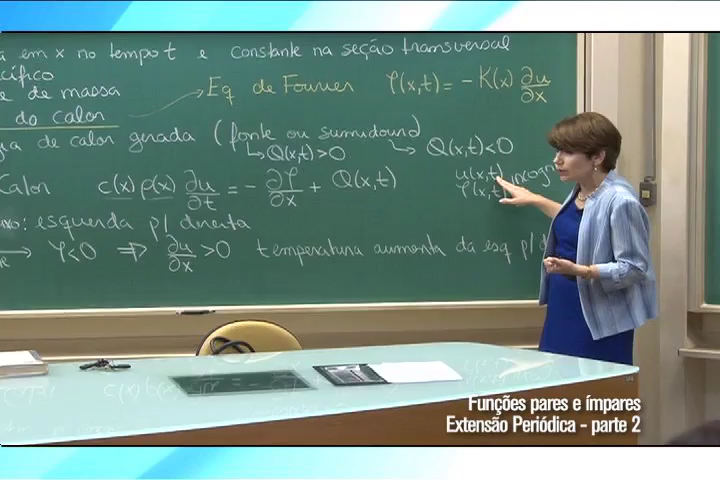 em x no tempo t e constante na seção transversal
de massa
Eq de Fourier φ(x,t) = - K(x) ∂u/∂x
do calor
de calor gerada (fonte ou sumidouro)
Q(x,t) > 0 Q(x,t) < 0
u(x,t)
φ(x,t)
Calor c(x) ρ(x) ∂u/∂t = - ∂φ/∂x + Q(x,t)
: esquerda p/ direita
φ < 0 ⇒ ∂u/∂x > 0 temperatura aumenta da esq p/
Funções pares e ímpares
Extensão Periódica - parte 2